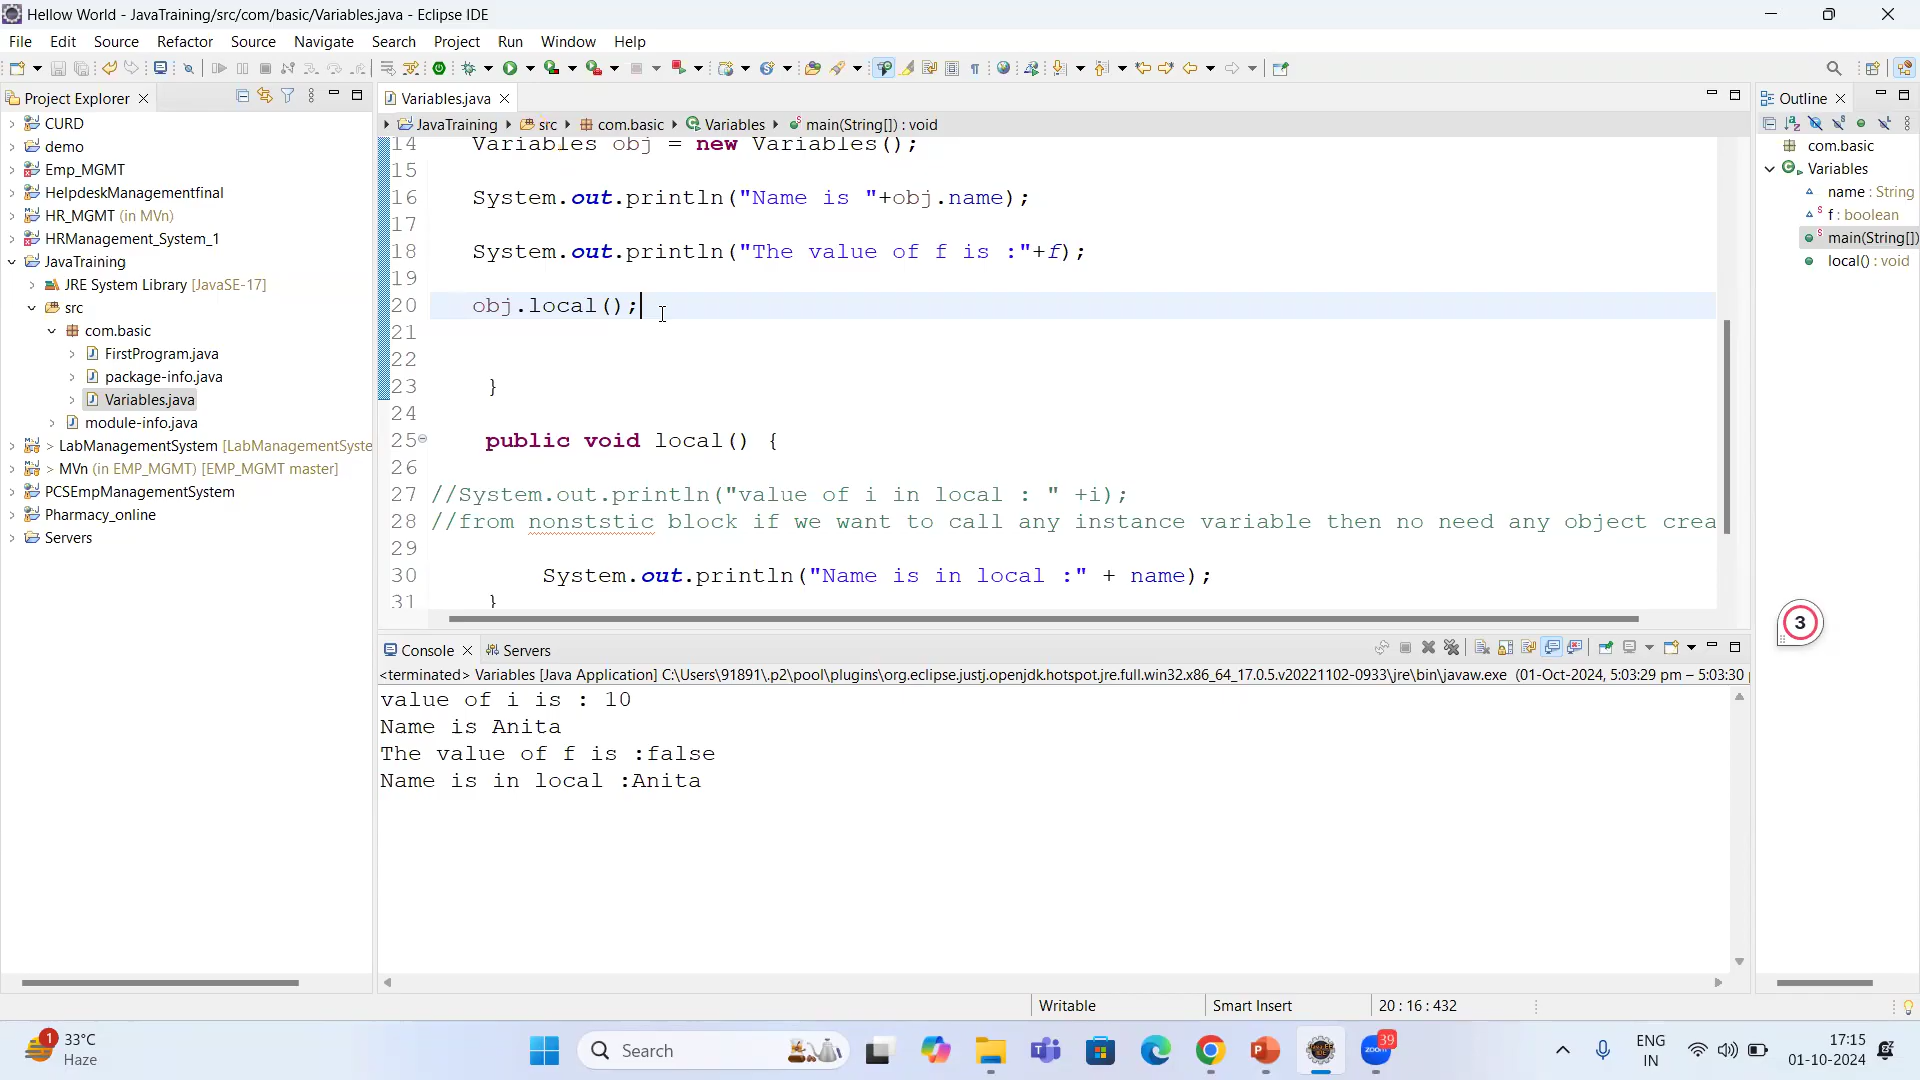 Hellow World - JavaTraining/src/com/basic/Variables.java - Eclipse IDE
File Edit Source Refactor Source Navigate Search Project Run Window Help
Project Explorer
CURD
demo
Emp_MGMT
HelpdeskManagementfinal
HR_MGMT (in MVn)
HRManagement_System_1
JavaTraining
JRE System Library [JavaSE-17]
src
com.basic
FirstProgram.java
package-info.java
Variables.java
module-info.java
> LabManagementSystem [LabManagementSyste
> MVn (in EMP_MGMT) [EMP_MGMT master]
PCSEmpManagementSystem
Pharmacy_online
Servers
Variables.java
JavaTraining src com.basic Variables main(String[]) : void
14 Variables obj = new Variables();
15
16 System.out.println("Name is "+obj.name);
17
18 System.out.println("The value of f is :"+f);
19
20 obj.local();
21
22
23 }
24
25 public void local() {
26
27 //System.out.println("value of i in local : " +i);
28 //from nonststic block if we want to call any instance variable then no need any object crea
29
30 System.out.println("Name is in local :" + name);
31 }
Outline
com.basic
Variables
name : String
f : boolean
main(String[])
local() : void
3
Console Servers
<terminated> Variables [Java Application] C:\Users\91891\.p2\pool\plugins\org.eclipse.justj.openjdk.hotspot.jre.full.win32.x86_64_17.0.5.v20221102-0933\jre\bin\javaw.exe (01-Oct-2024, 5:03:29 pm – 5:03:30
value of i is : 10
Name is Anita
The value of f is :false
Name is in local :Anita
Writable Smart Insert 20 : 16 : 432
1
33°C
Haze
Search
39
zoom
ENG
IN
17:15
01-10-2024